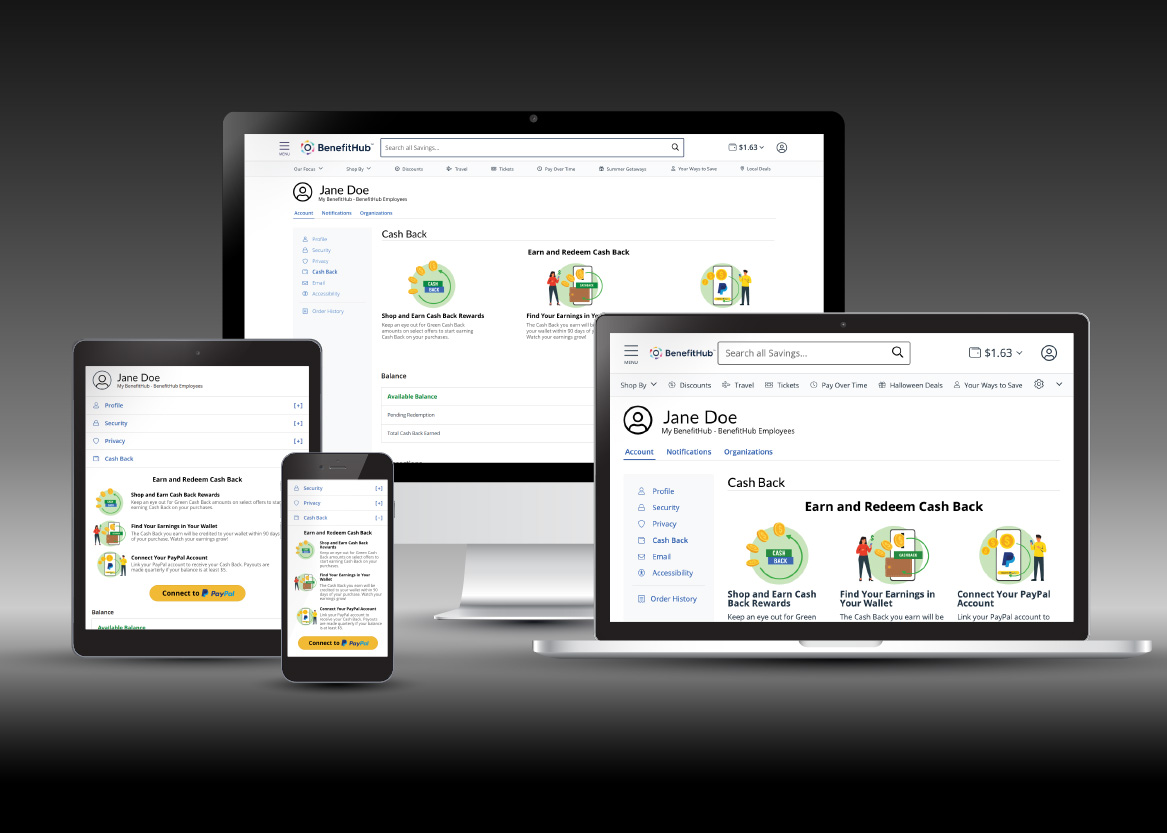 MENU
BenefitHub™
Search all Savings...
$1.63
Our Focus
Shop By
Discounts
Travel
Tickets
Pay Over Time
Summer Getaways
Your Ways to Save
Local Deals
Jane Doe
My BenefitHub - BenefitHub Employees
Account
Notifications
Organizations
Profile
Security
Privacy
Cash Back
Email
Accessibility
Order History
Cash Back
Earn and Redeem Cash Back
CASH
BACK
CASHBACK
Shop and Earn Cash Back Rewards
Keep an eye out for Green Cash Back
amounts on select offers to start earning
Cash Back on your purchases.
Find Your Earnings in Yo
The Cash Back you earn will be
your wallet within 90 days of
Watch your earnings grow!
Balance
Available Balance
Pending Redemption
Total Cash Back Earned
Jane Doe
My BenefitHub - BenefitHub Employees
Profile
[+]
Security
[+]
Privacy
[+]
Cash Back
Earn and Redeem Cash Back
Shop and Earn Cash Back Rewards
Keep an eye out for Green Cash Back amounts on select offers to sta
earning Cash Back on your purchases.
Find Your Earnings in Your Wallet
The Cash Back you earn will be credited to your wallet within 90 days
of your purchase. Watch your earnings grow!
Connect Your PayPal Account
Link your PayPal account to receive your Cash Back. Payouts are
made quarterly if your balance is at least $5.
Connect to PayPal
Balance
Available Balance
Security
[+]
Privacy
[+]
Cash Back
[-]
Earn and Redeem Cash Back
Shop and Earn Cash Back
Rewards
Keep an eye out for Green Cash
Back amounts on select offers to
start earning Cash Back on your
purchases.
Find Your Earnings in Your
Wallet
The Cash Back you earn will be
credited to your wallet within 90
days of your purchase. Watch your
earnings grow!
Connect Your PayPal Account
Link your PayPal account to
receive your Cash Back. Payouts
are made quarterly if your balance
is at least $5.
Connect to PayPal
MENU
BenefitHub™
Search all Savings...
$1.63
Shop By
Discounts
Travel
Tickets
Pay Over Time
Halloween Deals
Your Ways to Save
Jane Doe
My BenefitHub - BenefitHub Employees
Account
Notifications
Organizations
Profile
Security
Privacy
Cash Back
Email
Accessibility
Order History
Cash Back
Earn and Redeem Cash Back
CASH
BACK
CASHBACK
Shop and Earn Cash
Back Rewards
Keep an eye out for Green
Find Your Earnings in
Your Wallet
The Cash Back you earn will be
Connect Your PayPal
Account
Link your PayPal account to